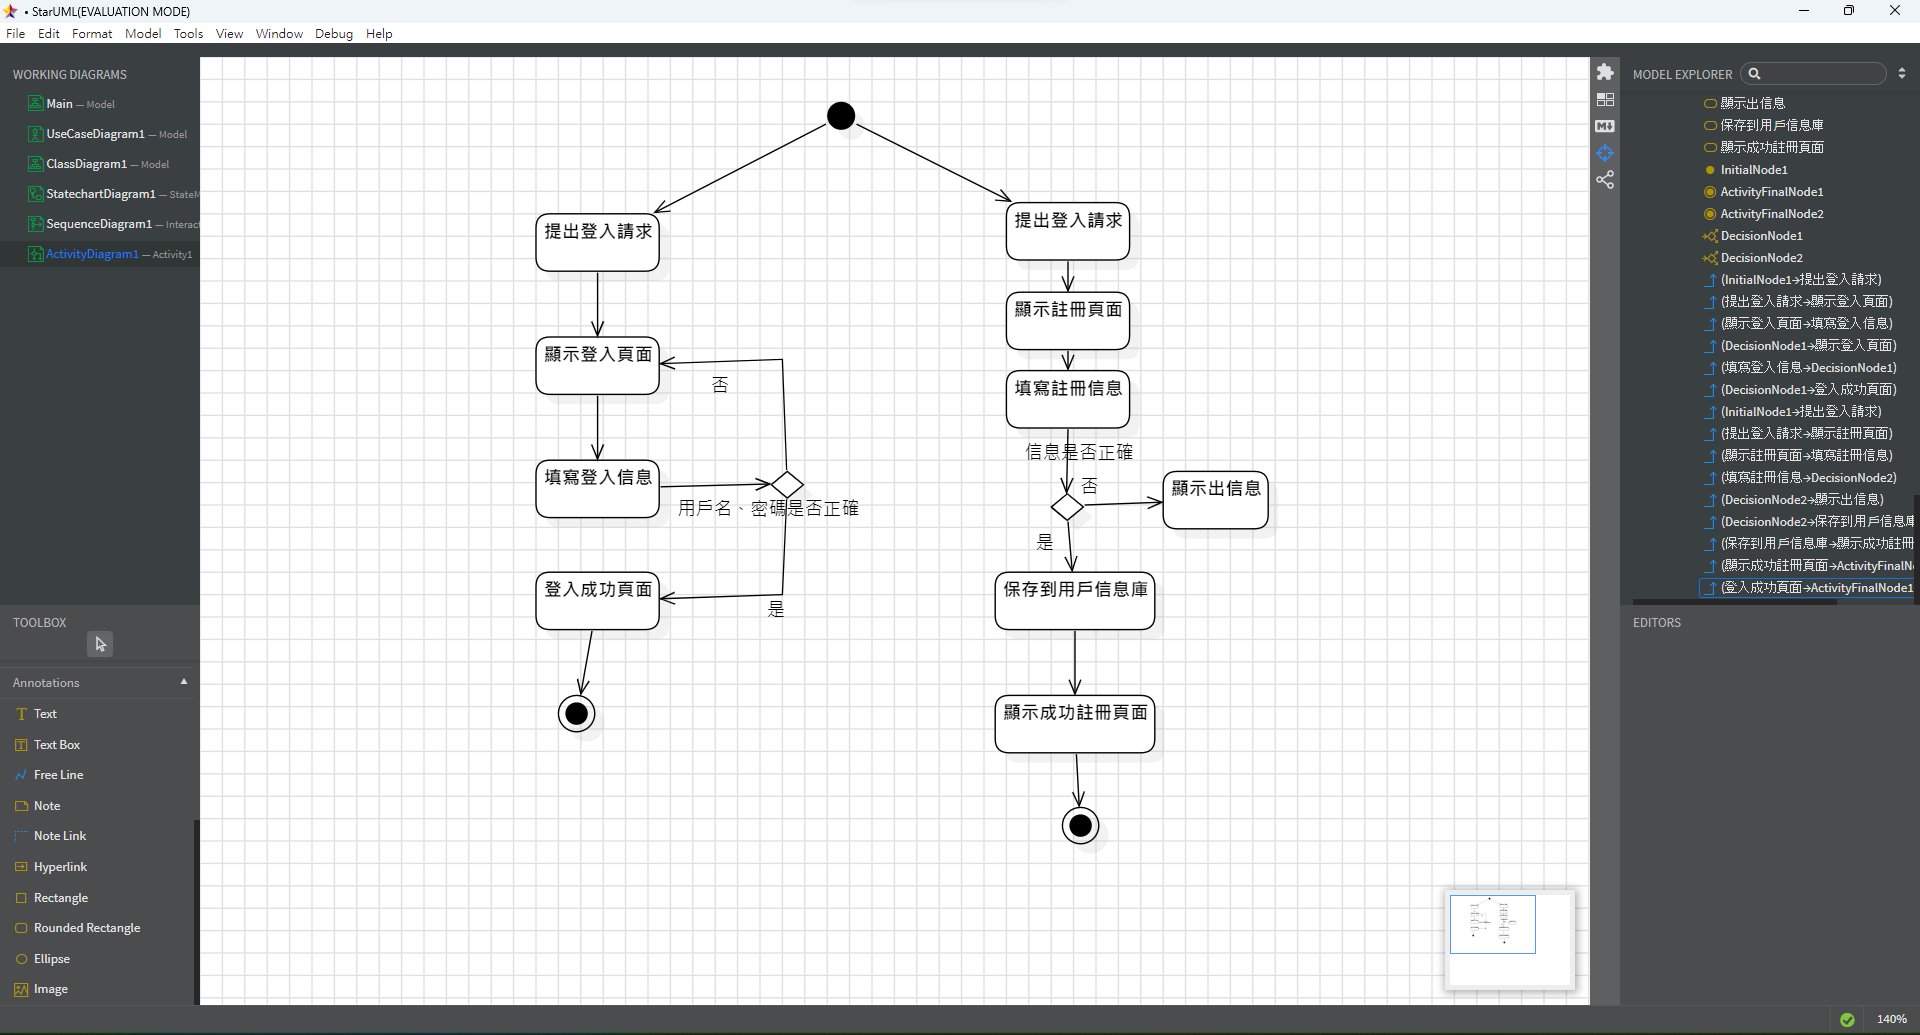 • StarUML(EVALUATION MODE)
File Edit Format Model Tools View Window Debug Help
WORKING DIAGRAMS
Main — Model
UseCaseDiagram1 — Model
ClassDiagram1 — Model
StatechartDiagram1 — StateM
SequenceDiagram1 — Interact
ActivityDiagram1 — Activity1
TOOLBOX
Annotations
Text
Text Box
Free Line
Note
Note Link
Hyperlink
Rectangle
Rounded Rectangle
Ellipse
Image
提出登入請求
顯示登入頁面
否
填寫登入信息
用戶名、密碼是否正確
登入成功頁面
是
提出登入請求
顯示註冊頁面
填寫註冊信息
信息是否正確
否
顯示出信息
是
保存到用戶信息庫
顯示成功註冊頁面
MODEL EXPLORER
顯示出信息
保存到用戶信息庫
顯示成功註冊頁面
InitialNode1
ActivityFinalNode1
ActivityFinalNode2
DecisionNode1
DecisionNode2
(InitialNode1→提出登入請求)
(提出登入請求→顯示登入頁面)
(顯示登入頁面→填寫登入信息)
(DecisionNode1→顯示登入頁面)
(填寫登入信息→DecisionNode1)
(DecisionNode1→登入成功頁面)
(InitialNode1→提出登入請求)
(提出登入請求→顯示註冊頁面)
(顯示註冊頁面→填寫註冊信息)
(填寫註冊信息→DecisionNode2)
(DecisionNode2→顯示出信息)
(DecisionNode2→保存到用戶信息庫
(保存到用戶信息庫→顯示成功註冊
(顯示成功註冊頁面→ActivityFinalN
(登入成功頁面→ActivityFinalNode1
EDITORS
140%